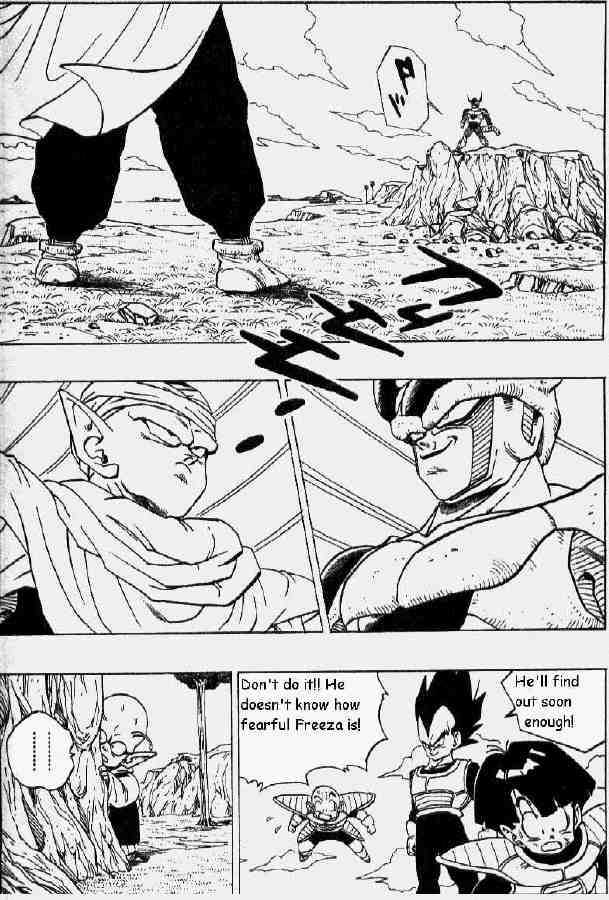 Don't do it!! He
doesn't know how
fearful Freeza is!
He'll find
out soon
enough!